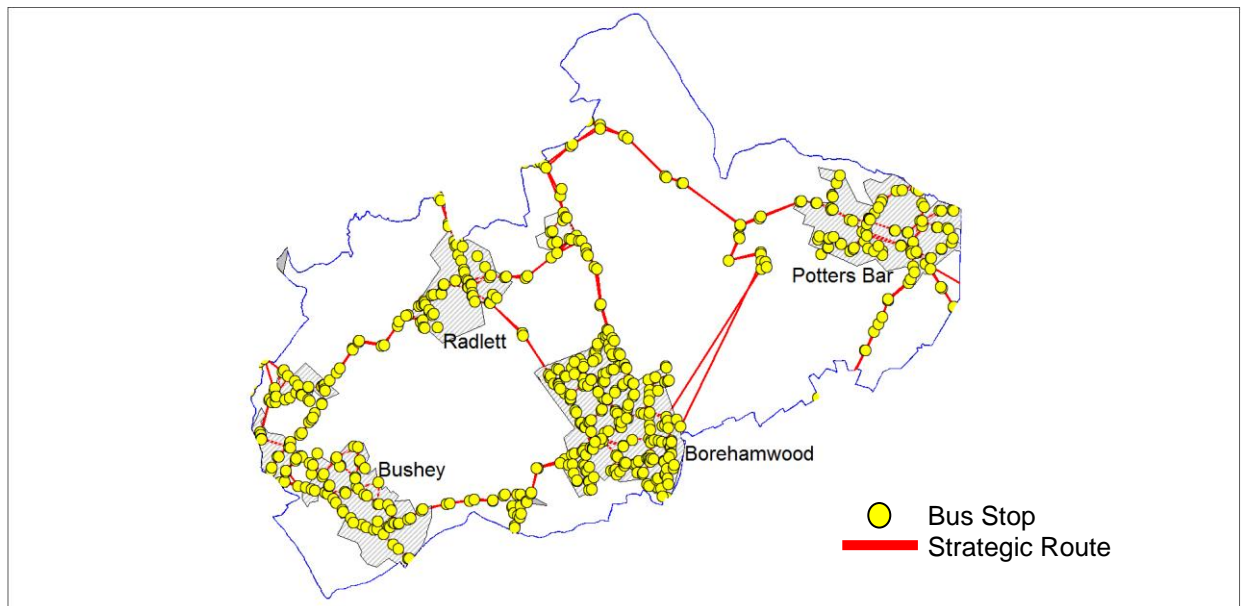 Potters Bar
Radlett
Borehamwood
Bushey
Bus Stop
Strategic Route